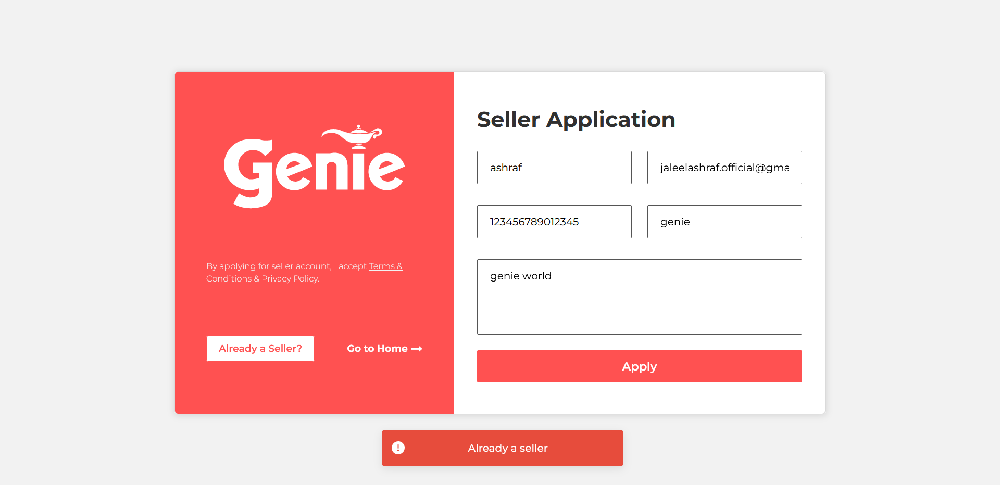 Genie
By applying for seller account, I accept Terms &
Conditions & Privacy Policy.
Already a Seller?
Go to Home
Seller Application
ashraf
jaleelashraf.official@gma
123456789012345
genie
genie world
Apply
Already a seller